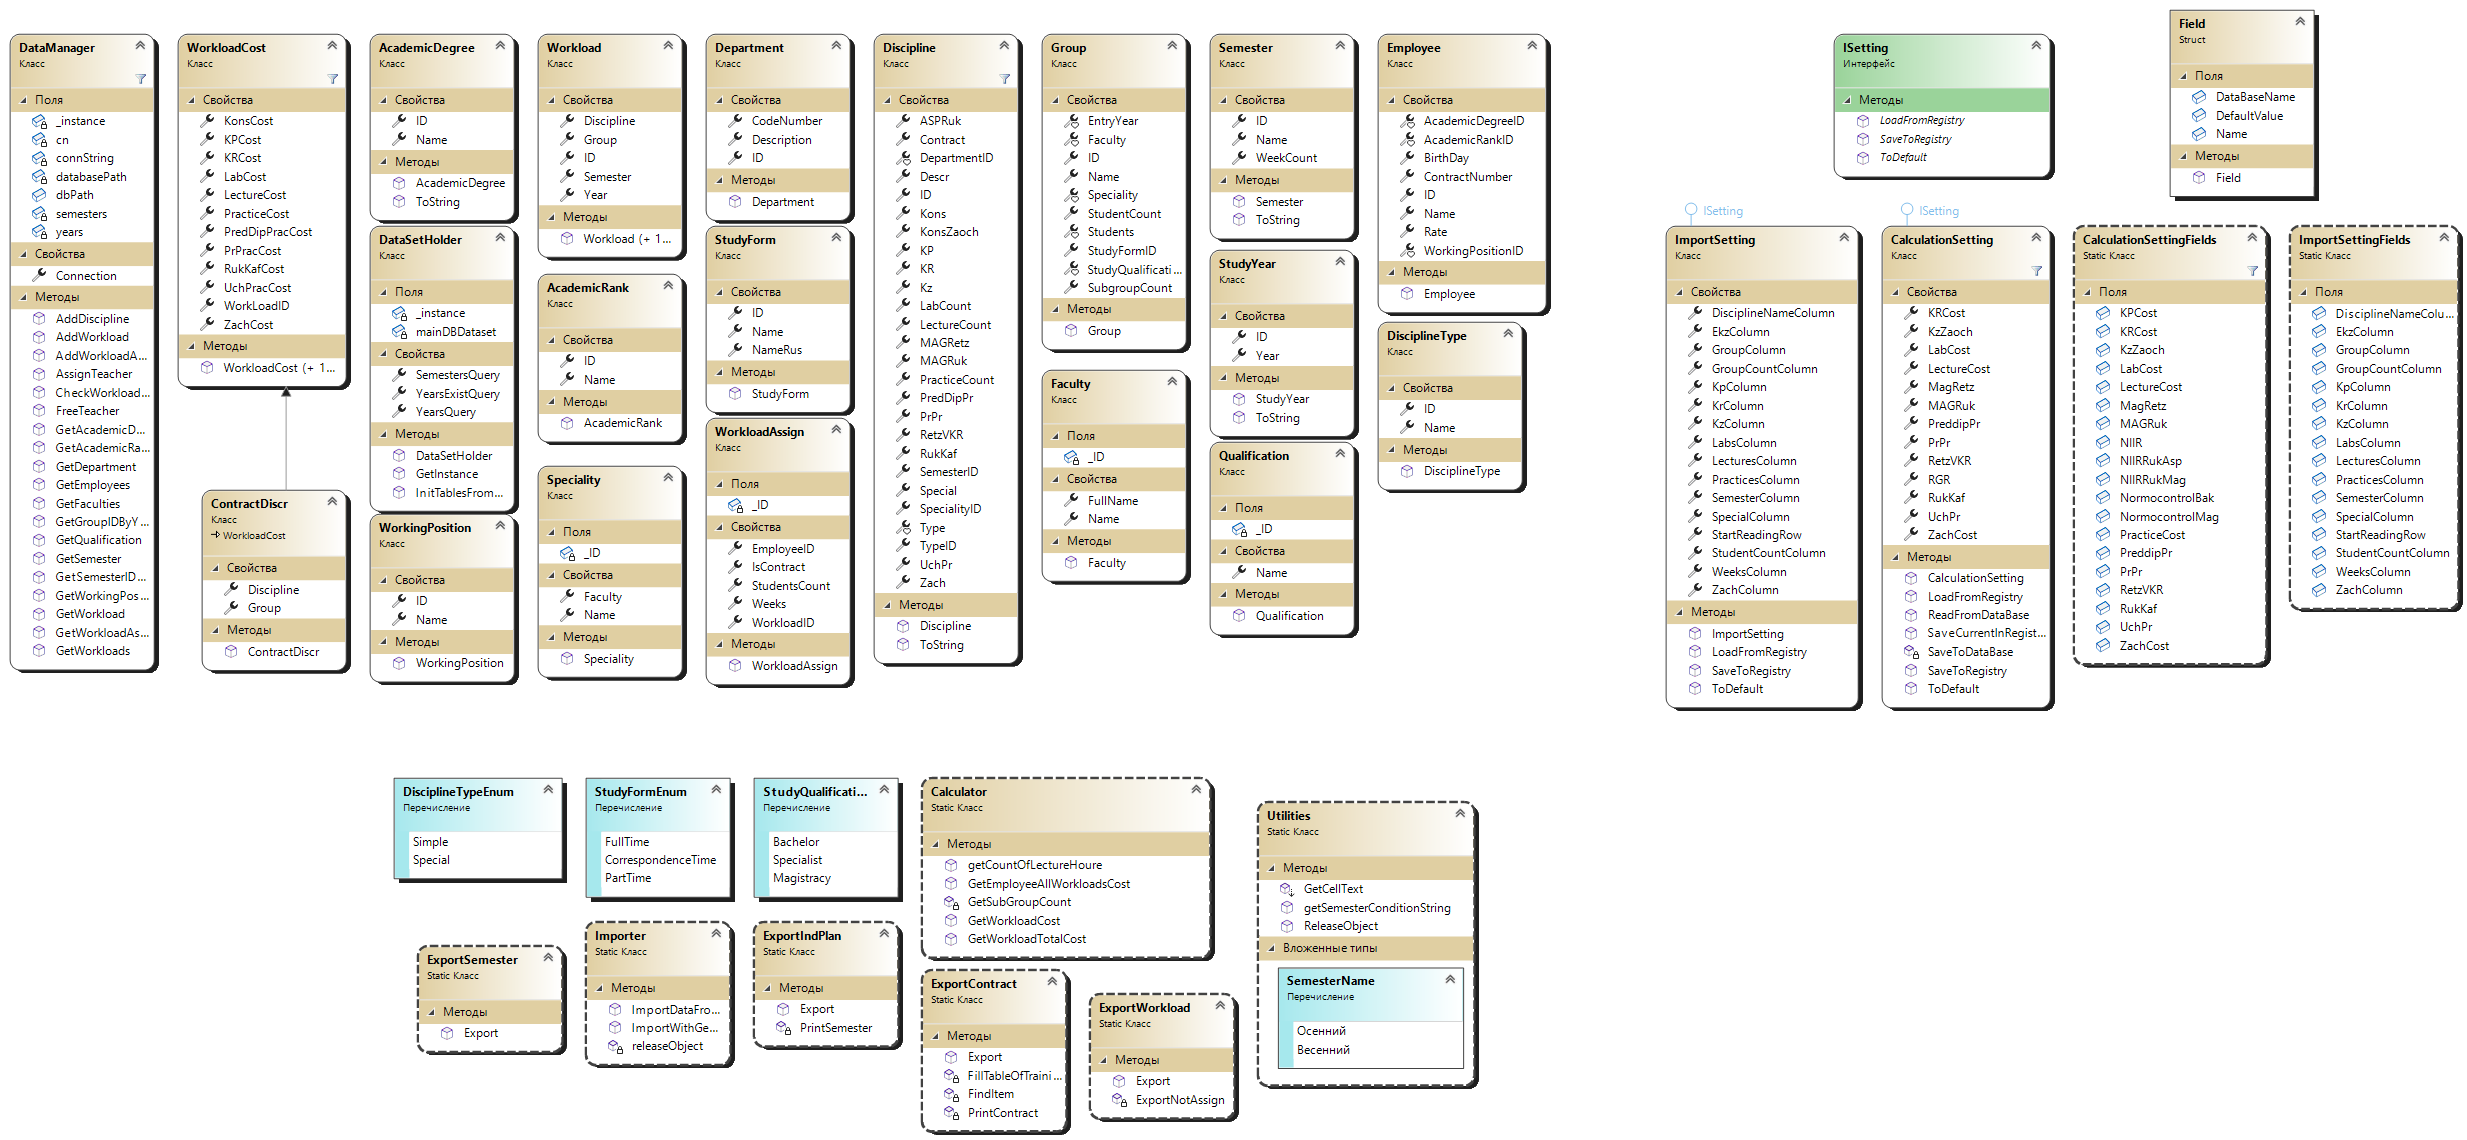 DataManager
Класс
Поля
_instance
cn
connString
databasePath
dbPath
semesters
years
Свойства
Connection
Методы
AddDiscipline
AddWorkload
AddWorkloadA...
AssignTeacher
CheckWorkload...
FreeTeacher
GetAcademicD...
GetAcademicRa...
GetDepartment
GetEmployees
GetFaculties
GetGroupIDByY...
GetQualification
GetSemester
GetSemesterID...
GetWorkingPos...
GetWorkload
GetWorkloadAs...
GetWorkloads
WorkloadCost
Класс
Свойства
KonsCost
KPCost
KRCost
LabCost
LectureCost
PracticeCost
PredDipPracCost
PrPracCost
RukKafCost
UchPracCost
WorkLoadID
ZachCost
Методы
WorkloadCost (+ 1...
ContractDiscr
Класс
WorkloadCost
Свойства
Discipline
Group
Методы
ContractDiscr
AcademicDegree
Класс
Свойства
ID
Name
Методы
AcademicDegree
ToString
DataSetHolder
Класс
Поля
_instance
mainDBDataset
Свойства
SemestersQuery
YearsExistQuery
YearsQuery
Методы
DataSetHolder
GetInstance
InitTablesFrom...
WorkingPosition
Класс
Свойства
ID
Name
Методы
WorkingPosition
Workload
Класс
Свойства
Discipline
Group
ID
Semester
Year
Методы
Workload (+ 1...
AcademicRank
Класс
Свойства
ID
Name
Методы
AcademicRank
Speciality
Класс
Поля
_ID
Свойства
Faculty
Name
Методы
Speciality
Department
Класс
Свойства
CodeNumber
Description
ID
Методы
Department
StudyForm
Класс
Свойства
ID
Name
NameRus
Методы
StudyForm
WorkloadAssign
Класс
Поля
_ID
Свойства
EmployeeID
IsContract
StudentsCount
Weeks
WorkloadID
Методы
WorkloadAssign
Discipline
Класс
Свойства
ASPRuk
Contract
DepartmentID
Descr
ID
Kons
KonsZaoch
KP
KR
Kz
LabCount
LectureCount
MAGRetz
MAGRuk
PracticeCount
PredDipPr
PrPr
RetzVKR
RukKaf
SemesterID
Special
SpecialityID
Type
TypeID
UchPr
Zach
Методы
Discipline
ToString
Group
Класс
Свойства
EntryYear
Faculty
ID
Name
Speciality
StudentCount
Students
StudyFormID
StudyQualificati...
SubgroupCount
Методы
Group
Faculty
Класс
Поля
_ID
Свойства
FullName
Name
Методы
Faculty
Semester
Класс
Свойства
ID
Name
WeekCount
Методы
Semester
ToString
StudyYear
Класс
Свойства
ID
Year
Методы
StudyYear
ToString
Qualification
Класс
Поля
_ID
Свойства
Name
Методы
Qualification
Employee
Класс
Свойства
AcademicDegreeID
AcademicRankID
BirthDay
ContractNumber
ID
Name
Rate
WorkingPositionID
Методы
Employee
DisciplineType
Класс
Свойства
ID
Name
Методы
DisciplineType
ISetting
Интерфейс
Методы
LoadFromRegistry
SaveToRegistry
ToDefault
Field
Struct
Поля
DataBaseName
DefaultValue
Name
Методы
Field
ISetting
ImportSetting
Класс
Свойства
DisciplineNameColumn
EkzColumn
GroupColumn
GroupCountColumn
KpColumn
KrColumn
KzColumn
LabsColumn
LecturesColumn
PracticesColumn
SemesterColumn
SpecialColumn
StartReadingRow
StudentCountColumn
WeeksColumn
ZachColumn
Методы
ImportSetting
LoadFromRegistry
SaveToRegistry
ToDefault
ISetting
CalculationSetting
Класс
Свойства
KRCost
KzZaoch
LabCost
LectureCost
MagRetz
MAGRuk
PreddipPr
PrPr
RetzVKR
RGR
RukKaf
UchPr
ZachCost
Методы
CalculationSetting
LoadFromRegistry
ReadFromDataBase
SaveCurrentInRegist...
SaveToDataBase
SaveToRegistry
ToDefault
CalculationSettingFields
Static Класс
Поля
KPCost
KRCost
KzZaoch
LabCost
LectureCost
MagRetz
MAGRuk
NIIR
NIIRRukAsp
NIIRRukMag
NormocontrolBak
NormocontrolMag
PracticeCost
PreddipPr
PrPr
RetzVKR
RukKaf
UchPr
ZachCost
ImportSettingFields
Static Класс
Поля
DisciplineNameColu...
EkzColumn
GroupColumn
GroupCountColumn
KpColumn
KrColumn
KzColumn
LabsColumn
LecturesColumn
PracticesColumn
SemesterColumn
SpecialColumn
StartReadingRow
StudentCountColumn
WeeksColumn
ZachColumn
DisciplineTypeEnum
Перечисление
Simple
Special
StudyFormEnum
Перечисление
FullTime
CorrespondenceTime
PartTime
StudyQualificati...
Перечисление
Bachelor
Specialist
Magistracy
Calculator
Static Класс
Методы
getCountOfLectureHoure
GetEmployeeAllWorkloadsCost
GetSubGroupCount
GetWorkloadCost
GetWorkloadTotalCost
Utilities
Static Класс
Методы
GetCellText
getSemesterConditionString
ReleaseObject
Вложенные типы
SemesterName
Перечисление
Осенний
Весенний
ExportSemester
Static Класс
Методы
Export
Importer
Static Класс
Методы
ImportDataFro...
ImportWithGe...
releaseObject
ExportIndPlan
Static Класс
Методы
Export
PrintSemester
ExportContract
Static Класс
Методы
Export
FillTableOfTraini...
FindItem
PrintContract
ExportWorkload
Static Класс
Методы
Export
ExportNotAssign